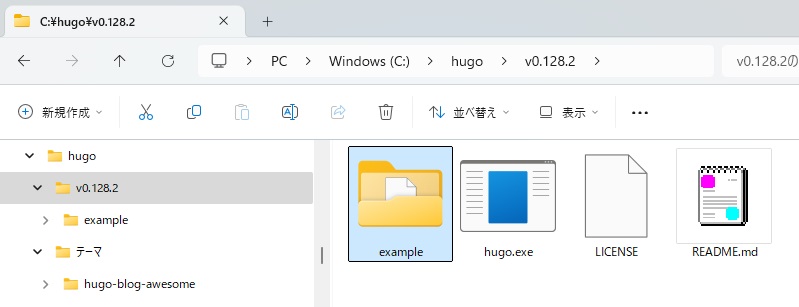 C:¥hugo¥v0.128.2
PC Windows (C:) hugo v0.128.2 v0.128.2の
新規作成 並べ替え 表示
hugo
v0.128.2
example
テーマ
hugo-blog-awesome
example hugo.exe LICENSE README.md